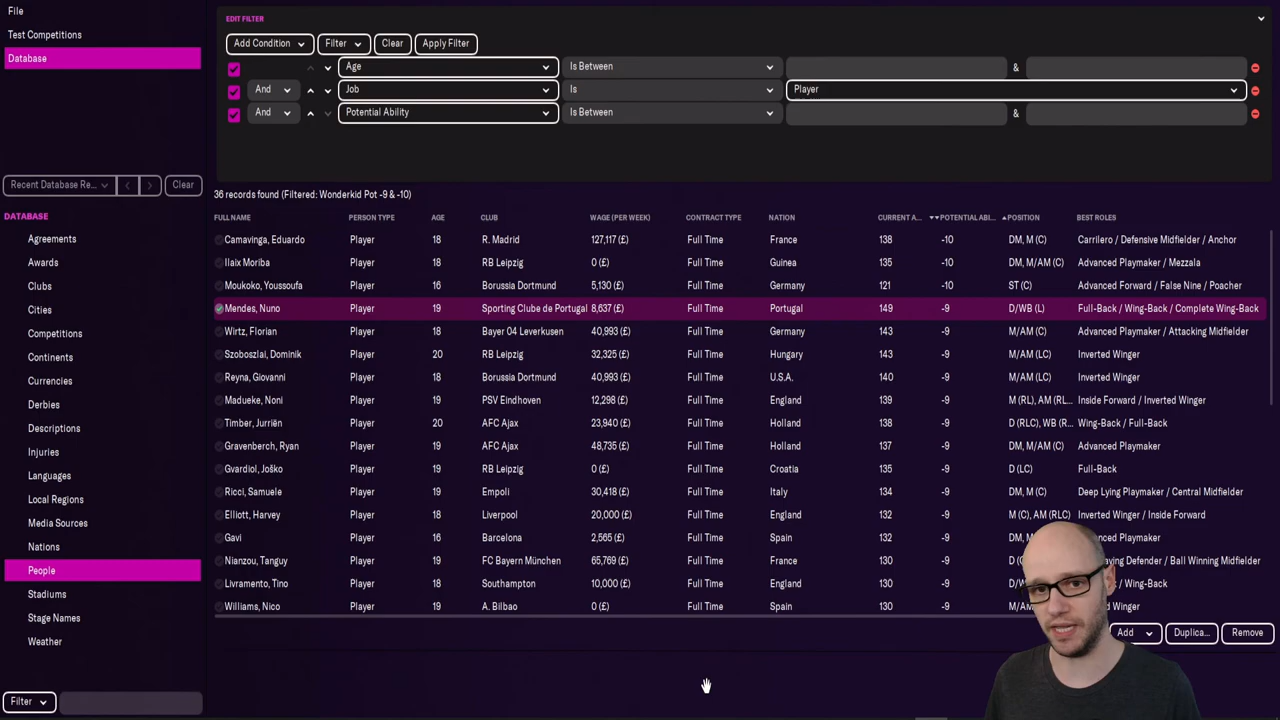 File
Test Competitions
Database
EDIT FILTER
Add Condition Filter Clear Apply Filter
Age Is Between &
And Job Is Player
And Potential Ability Is Between &
Recent Database Re... < > Clear
36 records found (Filtered: Wonderkid Pot -9 & -10)
DATABASE
Agreements
Awards
Clubs
Cities
Competitions
Continents
Currencies
Derbies
Descriptions
Injuries
Languages
Local Regions
Media Sources
Nations
People
Stadiums
Stage Names
Weather
Filter
FULL NAME PERSON TYPE AGE CLUB WAGE (PER WEEK) CONTRACT TYPE NATION CURRENT A... POTENTIAL ABI... POSITION BEST ROLES
Camavinga, Eduardo Player 18 R. Madrid 127,117 (£) Full Time France 138 -10 DM, M (C) Carrilero / Defensive Midfielder / Anchor
Ilaix Moriba Player 18 RB Leipzig 0 (£) Full Time Guinea 135 -10 DM, M/AM (C) Advanced Playmaker / Mezzala
Moukoko, Youssoufa Player 16 Borussia Dortmund 5,130 (£) Full Time Germany 121 -10 ST (C) Advanced Forward / False Nine / Poacher
Mendes, Nuno Player 19 Sporting Clube de Portugal 8,637 (£) Full Time Portugal 149 -9 D/WB (L) Full-Back / Wing-Back / Complete Wing-Back
Wirtz, Florian Player 18 Bayer 04 Leverkusen 40,993 (£) Full Time Germany 143 -9 M/AM (C) Advanced Playmaker / Attacking Midfielder
Szoboszlai, Dominik Player 20 RB Leipzig 32,325 (£) Full Time Hungary 143 -9 M/AM (LC) Inverted Winger
Reyna, Giovanni Player 18 Borussia Dortmund 40,993 (£) Full Time U.S.A. 140 -9 M/AM (LC) Inverted Winger
Madueke, Noni Player 19 PSV Eindhoven 12,298 (£) Full Time England 139 -9 M (RL), AM (RL... Inside Forward / Inverted Winger
Timber, Jurriën Player 20 AFC Ajax 23,940 (£) Full Time Holland 138 -9 D (RLC), WB (R... Wing-Back / Full-Back
Gravenberch, Ryan Player 19 AFC Ajax 48,735 (£) Full Time Holland 137 -9 DM, M/AM (C) Advanced Playmaker
Gvardiol, Joško Player 19 RB Leipzig 0 (£) Full Time Croatia 135 -9 D (LC) Full-Back
Ricci, Samuele Player 19 Empoli 30,418 (£) Full Time Italy 134 -9 DM, M (C) Deep Lying Playmaker / Central Midfielder
Elliott, Harvey Player 18 Liverpool 20,000 (£) Full Time England 132 -9 M (C), AM (RLC) Inverted Winger / Inside Forward
Gavi Player 16 Barcelona 2,565 (£) Full Time Spain 132 -9 M/AM (C) Advanced Playmaker
Nianzou, Tanguy Player 19 FC Bayern München 65,769 (£) Full Time France 130 -9 Defender / Ball Winning Midfielder
Livramento, Tino Player 18 Southampton 10,000 (£) Full Time England 130 -9 / Wing-Back
Williams, Nico Player 19 A. Bilbao 0 (£) Full Time Spain 130 -9 Winger
Add Duplica... Remove